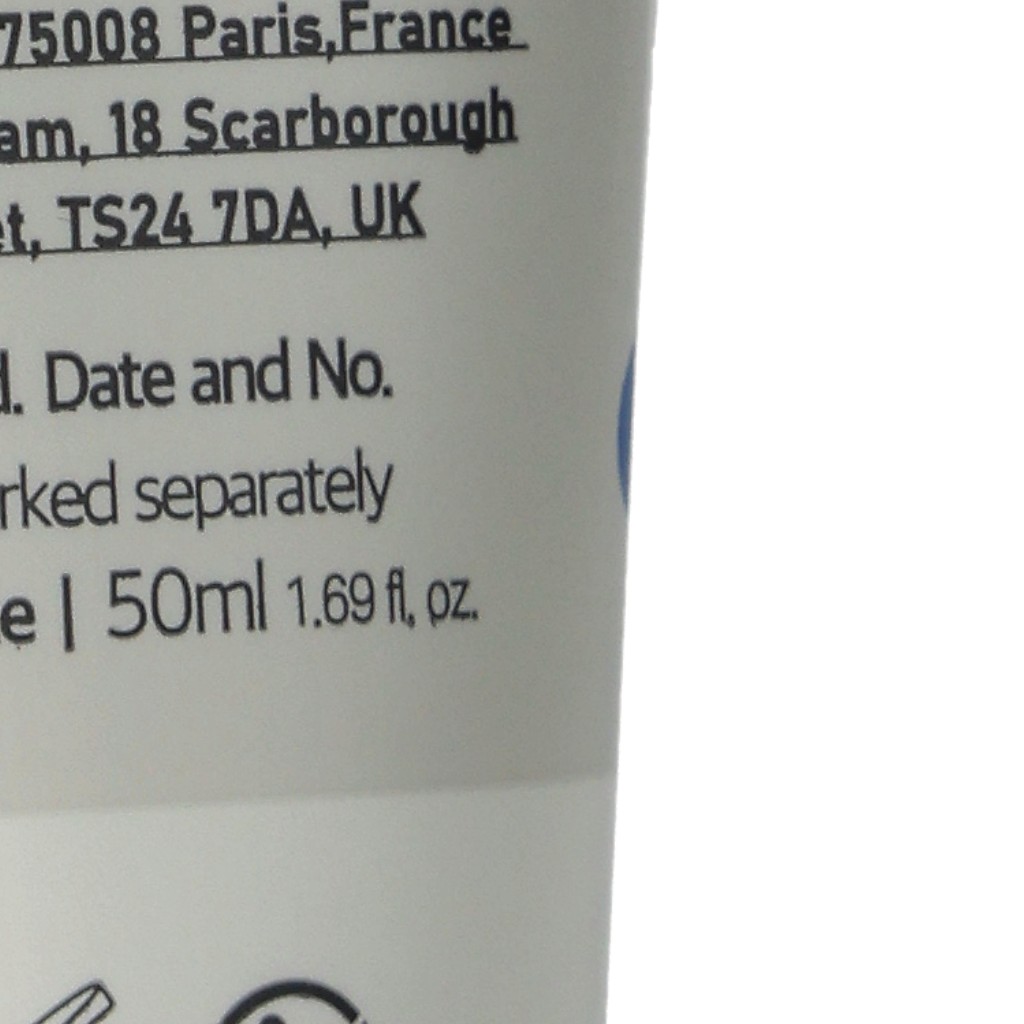 75008 Paris,France
am, 18 Scarborough
et, TS24 7DA, UK
d. Date and No.
rked separately
e | 50ml 1.69 fl. oz.